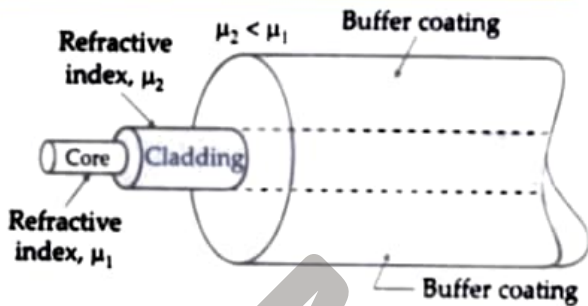 μ₂ < μ₁
Buffer coating
Refractive
index, μ₂
Core
Cladding
Refractive
index, μ₁
Buffer coating